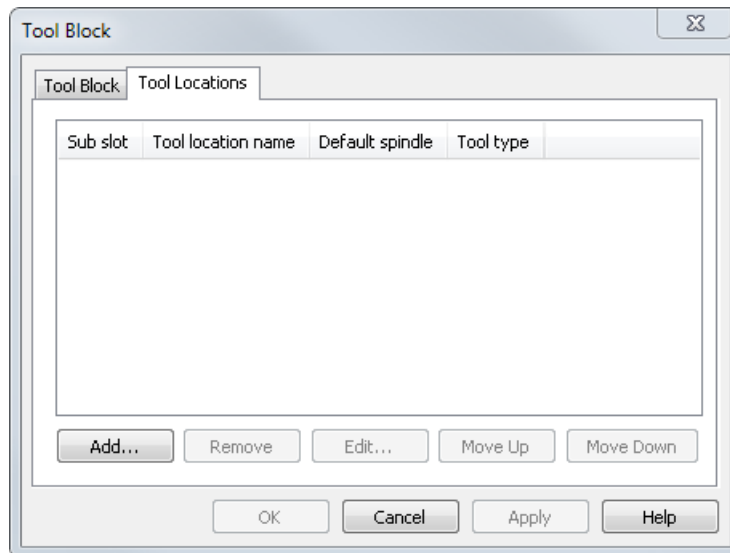 Tool Block
Tool Block Tool Locations
Sub slot Tool location name Default spindle Tool type
Add... Remove Edit... Move Up Move Down
OK Cancel Apply Help